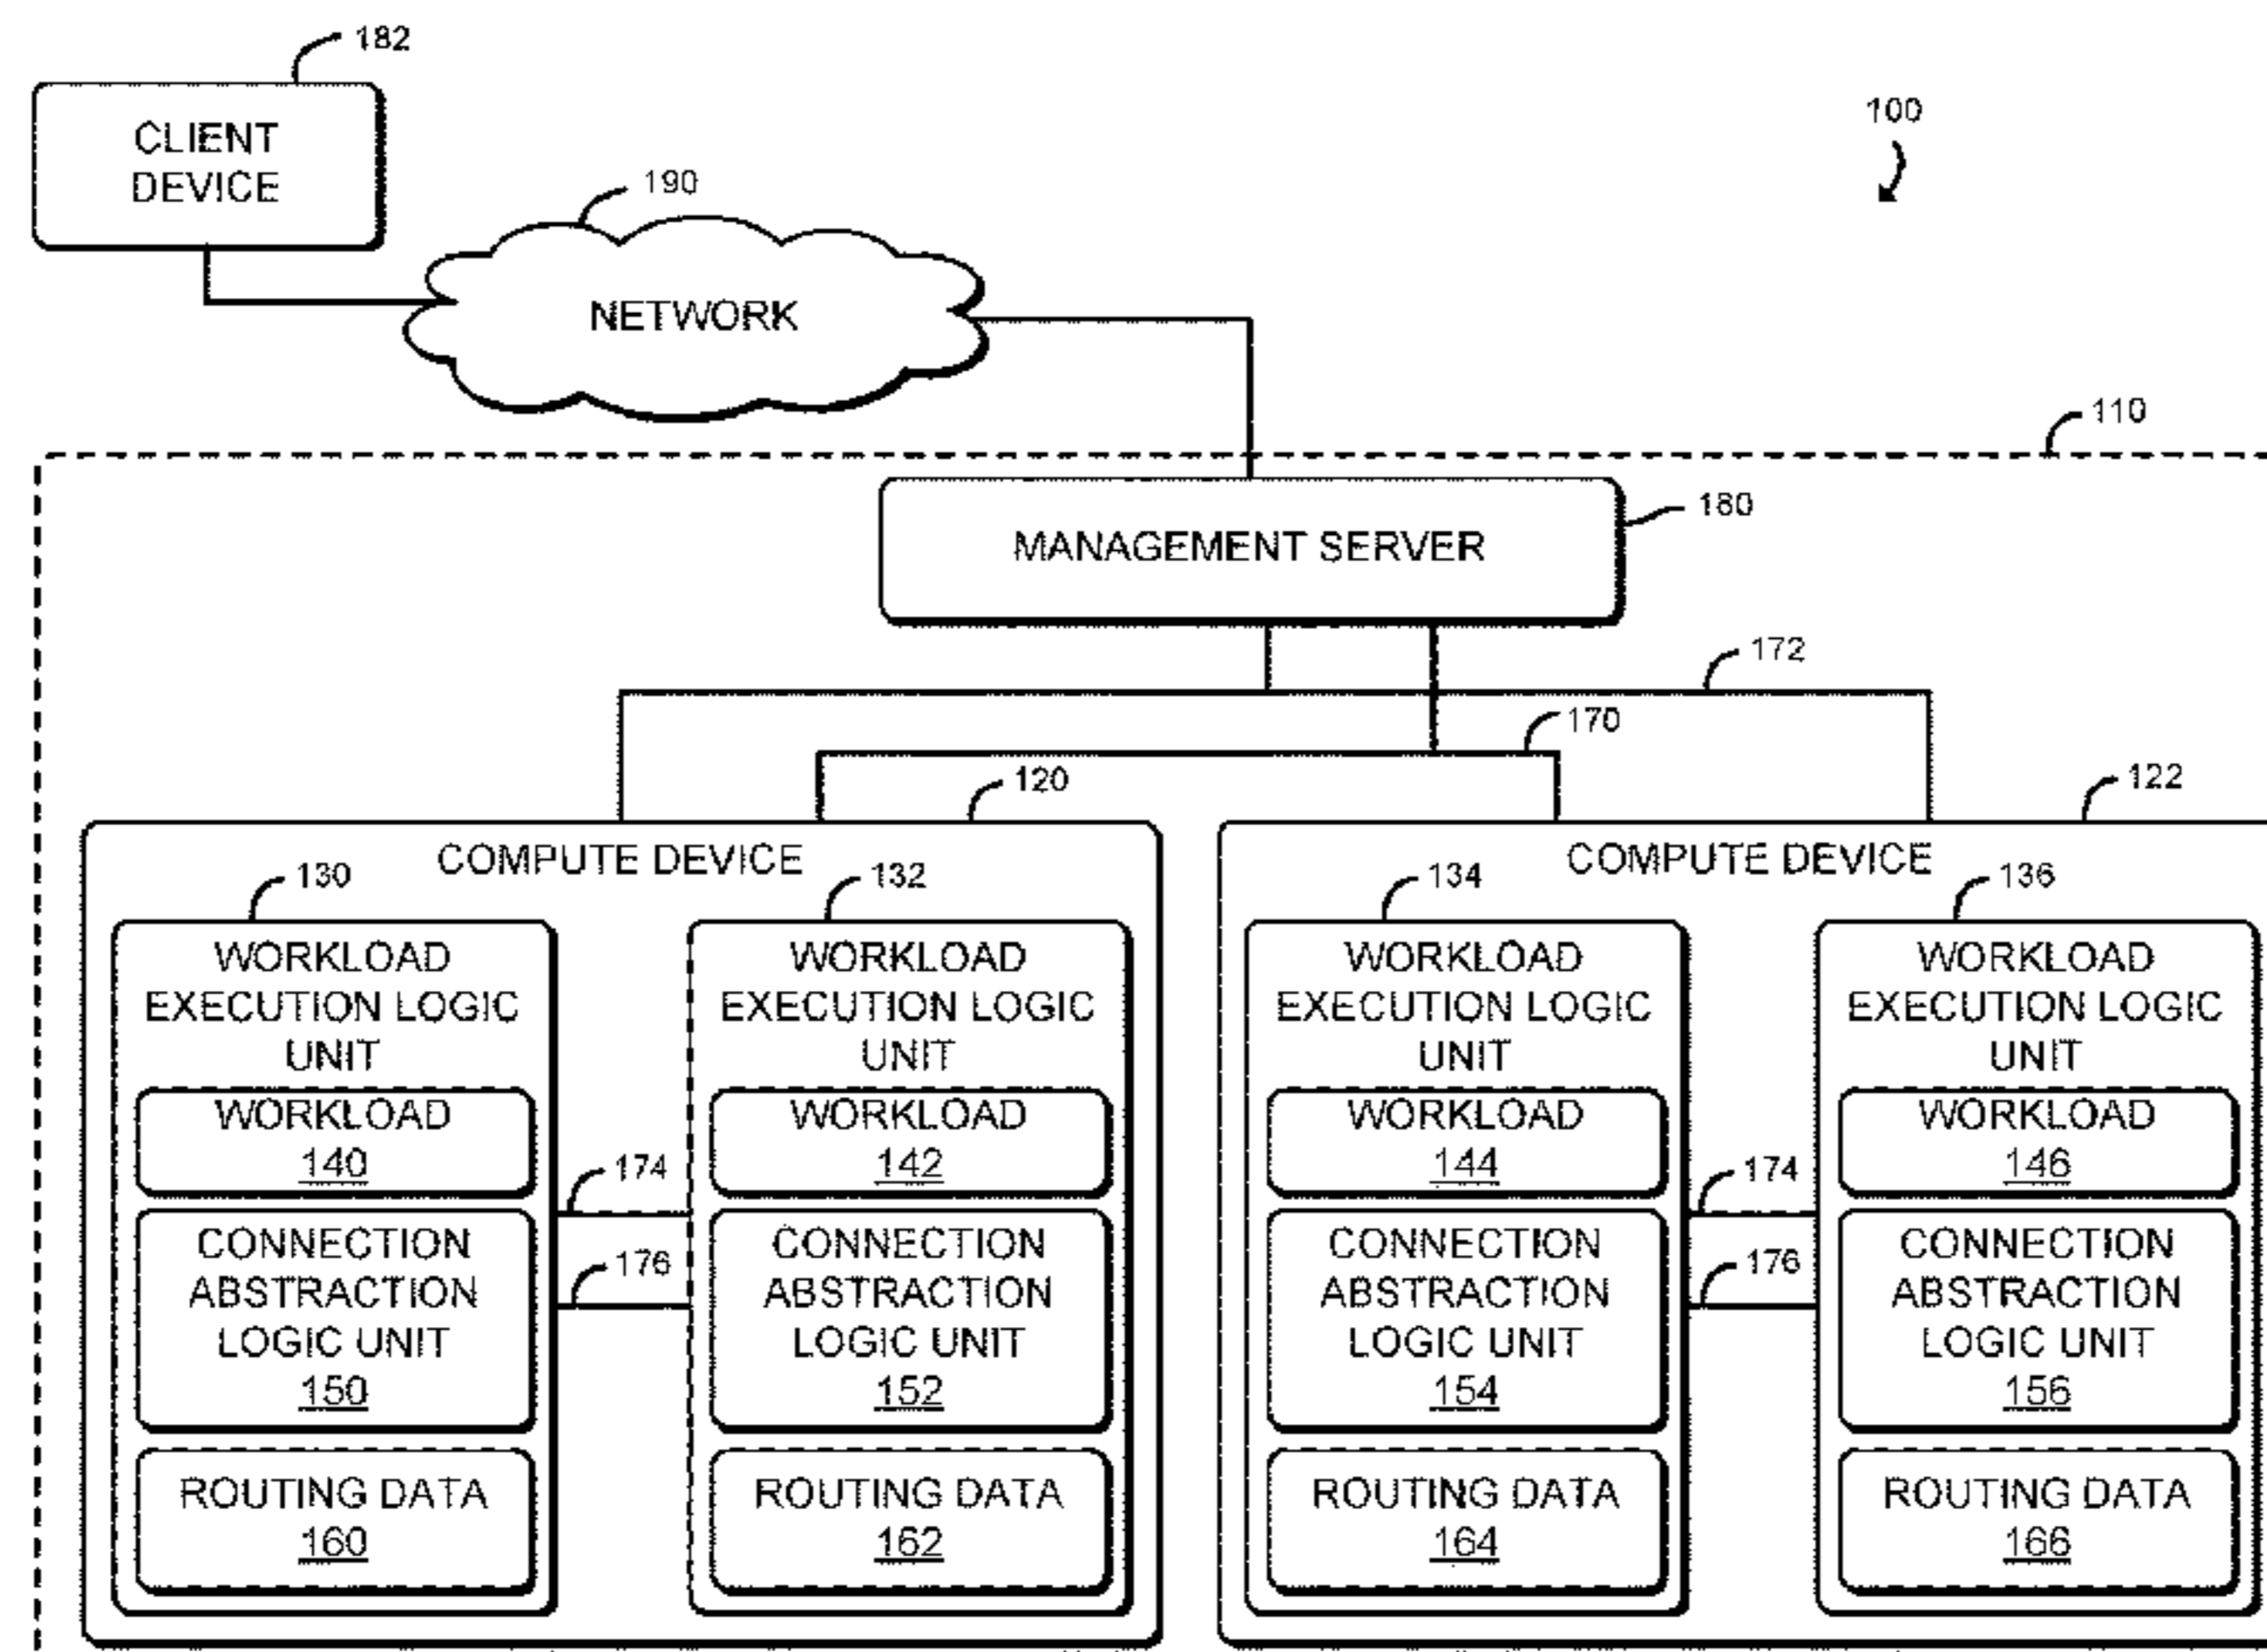 182
CLIENT
DEVICE
100
190
NETWORK
110
MANAGEMENT SERVER
180
172
170
120
122
COMPUTE DEVICE
COMPUTE DEVICE
130
132
134
136
WORKLOAD
EXECUTION LOGIC
UNIT
WORKLOAD
140
CONNECTION
ABSTRACTION
LOGIC UNIT
150
ROUTING DATA
160
174
176
WORKLOAD
EXECUTION LOGIC
UNIT
WORKLOAD
142
CONNECTION
ABSTRACTION
LOGIC UNIT
152
ROUTING DATA
162
WORKLOAD
EXECUTION LOGIC
UNIT
WORKLOAD
144
CONNECTION
ABSTRACTION
LOGIC UNIT
154
ROUTING DATA
164
174
176
WORKLOAD
EXECUTION LOGIC
UNIT
WORKLOAD
146
CONNECTION
ABSTRACTION
LOGIC UNIT
156
ROUTING DATA
166